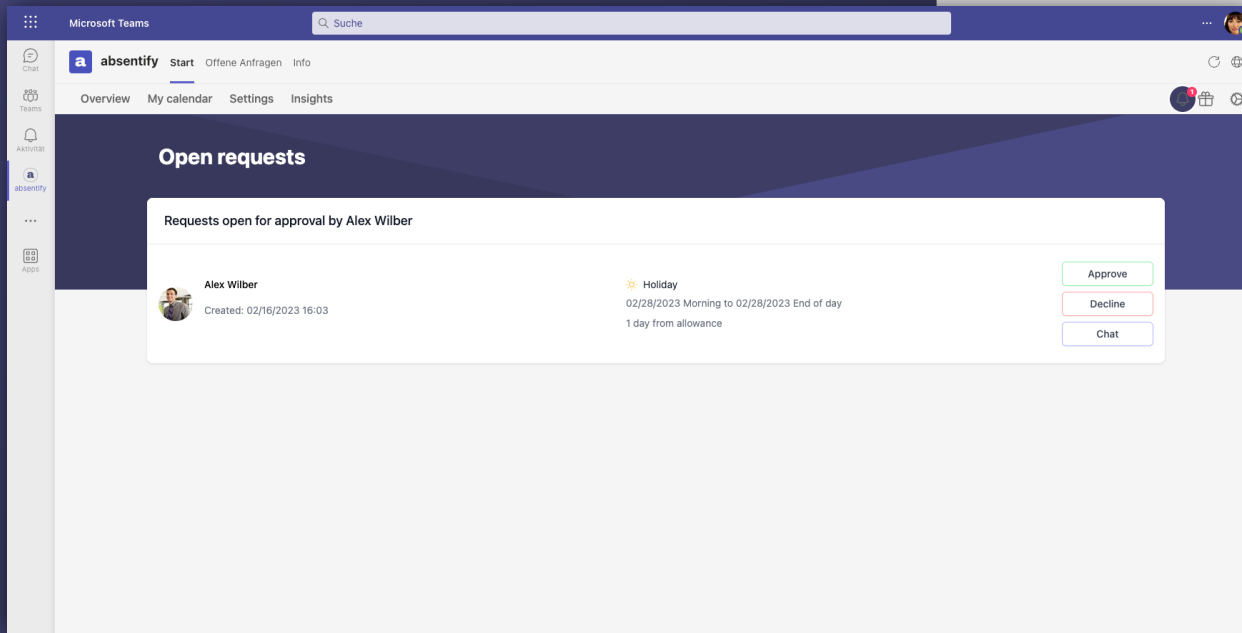 Microsoft Teams
Suche
Chat
Teams
Aktivität
a
absentify
Apps
a absentify Start Offene Anfragen Info
Overview My calendar Settings Insights
1
Open requests
Requests open for approval by Alex Wilber
Alex Wilber
Created: 02/16/2023 16:03
Holiday
02/28/2023 Morning to 02/28/2023 End of day
1 day from allowance
Approve
Decline
Chat